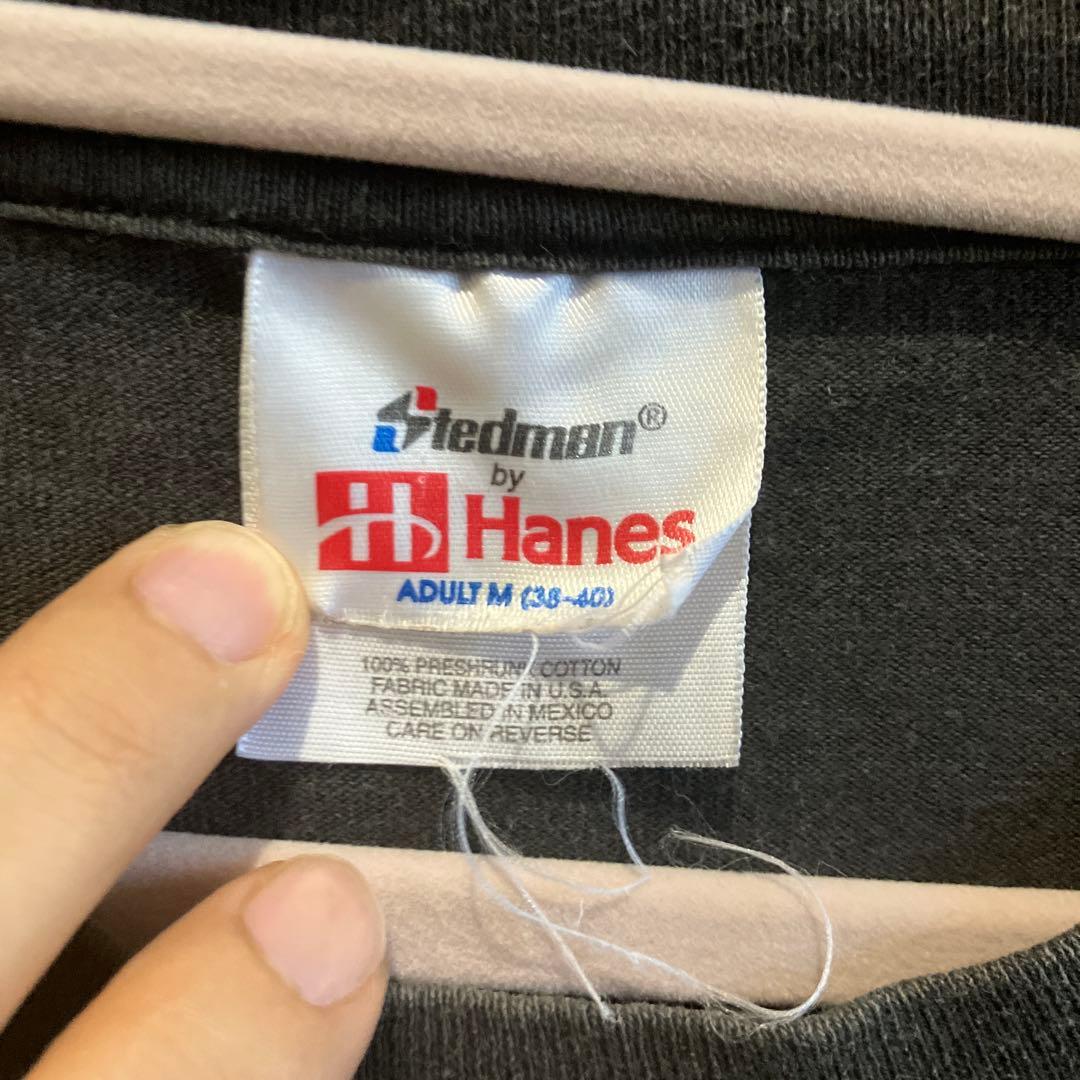 Stedman®
by
H Hanes
ADULT M (38-40)
100% PRESHRUNK COTTON
FABRIC MADE IN U.S.A.
ASSEMBLED IN MEXICO
CARE ON REVERSE